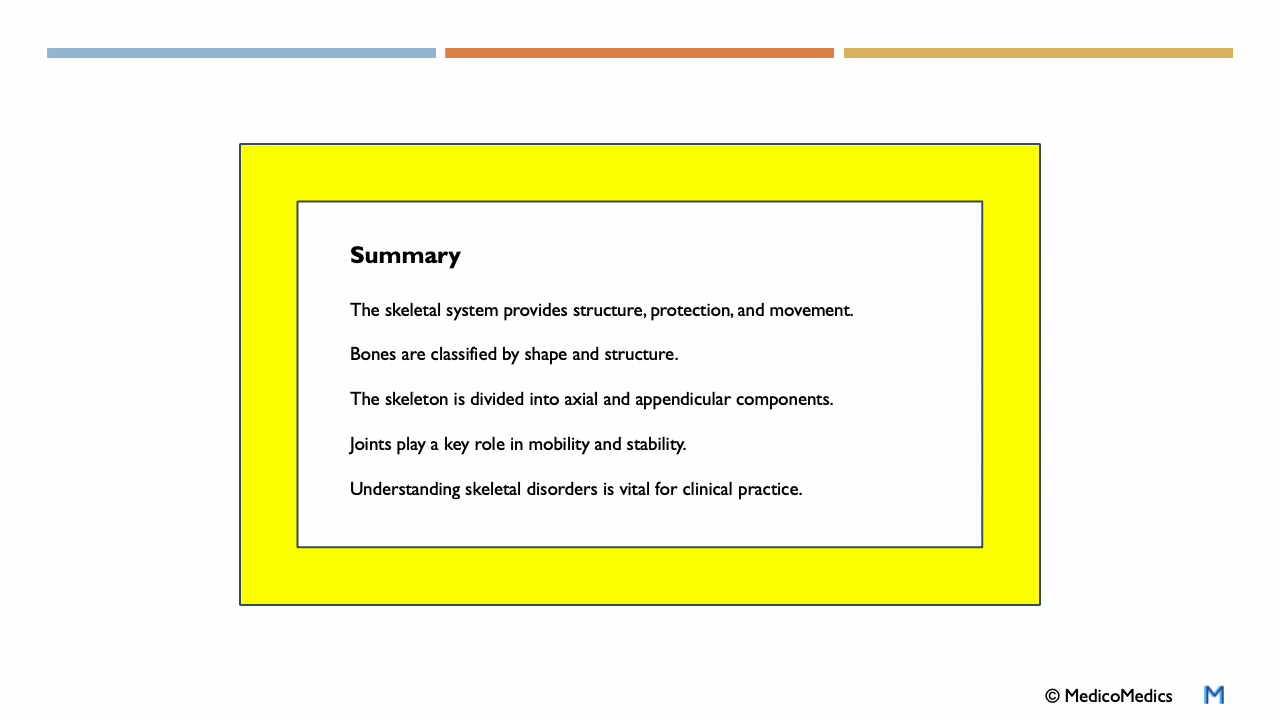 Summary
The skeletal system provides structure, protection, and movement.
Bones are classified by shape and structure.
The skeleton is divided into axial and appendicular components.
Joints play a key role in mobility and stability.
Understanding skeletal disorders is vital for clinical practice.
© MedicoMedics M